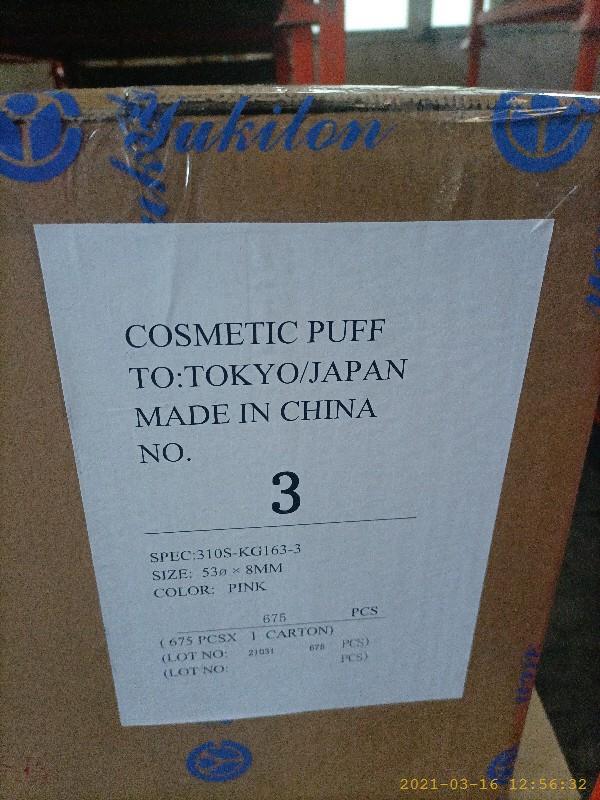 Yukilon
COSMETIC PUFF
TO:TOKYO/JAPAN
MADE IN CHINA
NO.
3
SPEC:310S-KG163-3
SIZE: 53ø × 8MM
COLOR: PINK
675 PCS
( 675 PCSX 1 CARTON)
(LOT NO: 21031 675 PCS)
(LOT NO: PCS)
2021-03-16 12:56:32